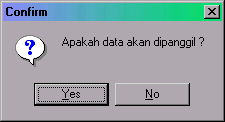 Confirm
Apakah data akan dipanggil ?
Yes
No